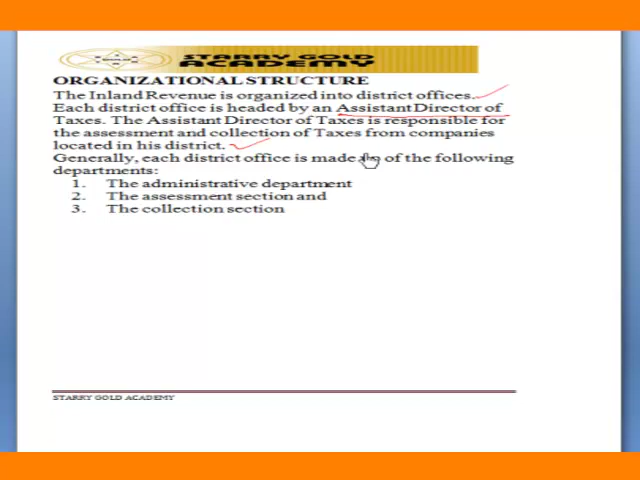 STARRY GOLD
ACADEMY
GOLD
ORGANIZATIONAL STRUCTURE
The Inland Revenue is organized into district offices.
Each district office is headed by an Assistant Director of
Taxes. The Assistant Director of Taxes is responsible for
the assessment and collection of Taxes from companies
located in his district.
Generally, each district office is made of the following
departments:
1. The administrative department
2. The assessment section and
3. The collection section
STARRY GOLD ACADEMY